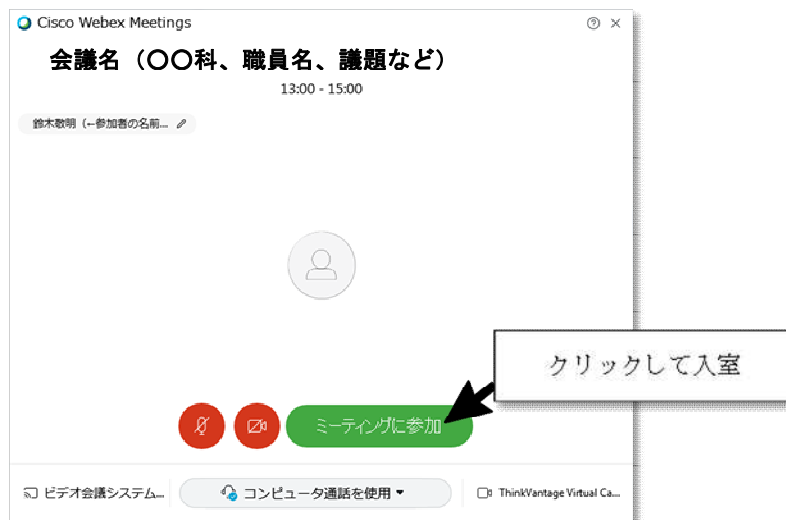 Cisco Webex Meetings
会議名（〇〇科、職員名、議題など）
13:00 - 15:00
鈴木敬明（←参加者の名前...
クリックして入室
ミーティングに参加
ビデオ会議システム...
コンピュータ通話を使用
ThinkVantage Virtual Ca...